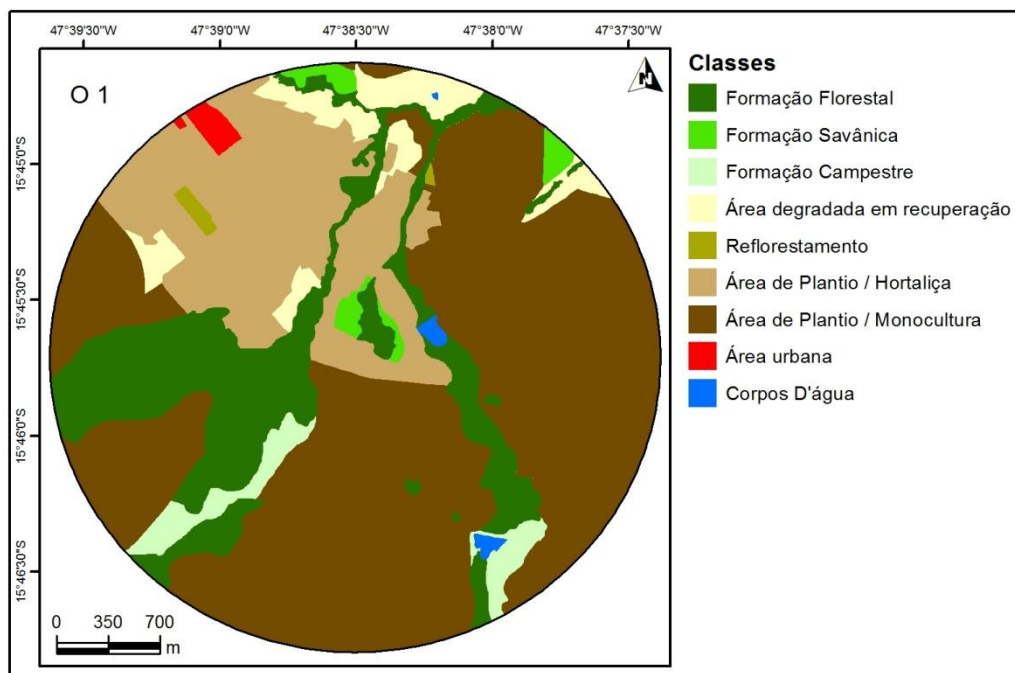 47°39'30"W 47°39'0"W 47°38'30"W 47°38'0"W 47°37'30"W
O 1
N
15°45'0"S
15°45'30"S
15°46'0"S
15°46'30"S
0 350 700
m
Classes
Formação Florestal
Formação Savânica
Formação Campestre
Área degradada em recuperação
Reflorestamento
Área de Plantio / Hortaliça
Área de Plantio / Monocultura
Área urbana
Corpos D'água